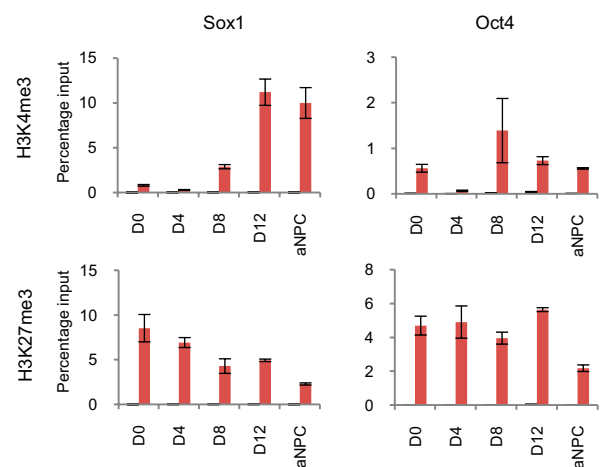 Sox1
Oct4
H3K4me3
Percentage input
15
10
5
0
D0
D4
D8
D12
aNPC
3
2
1
0
D0
D4
D8
D12
aNPC
H3K27me3
Percentage input
15
10
5
0
D0
D4
D8
D12
aNPC
8
6
4
2
0
D0
D4
D8
D12
aNPC